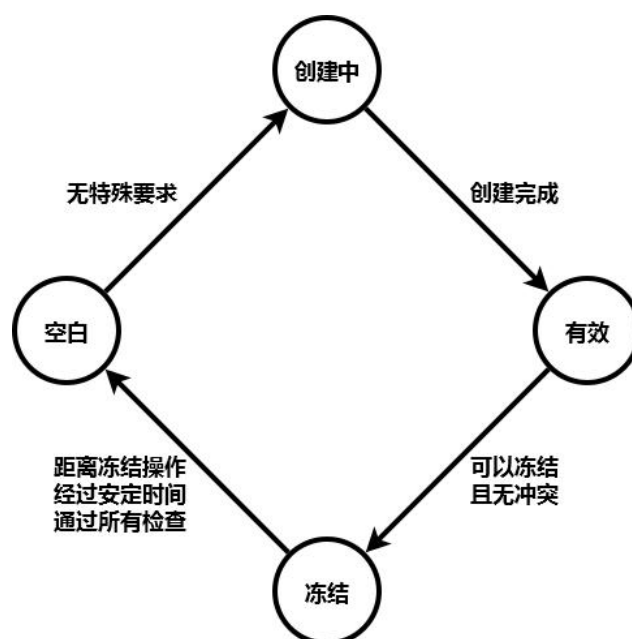 创建中
无特殊要求
创建完成
空白
有效
距离冻结操作
经过安定时间
通过所有检查
可以冻结
且无冲突
冻结